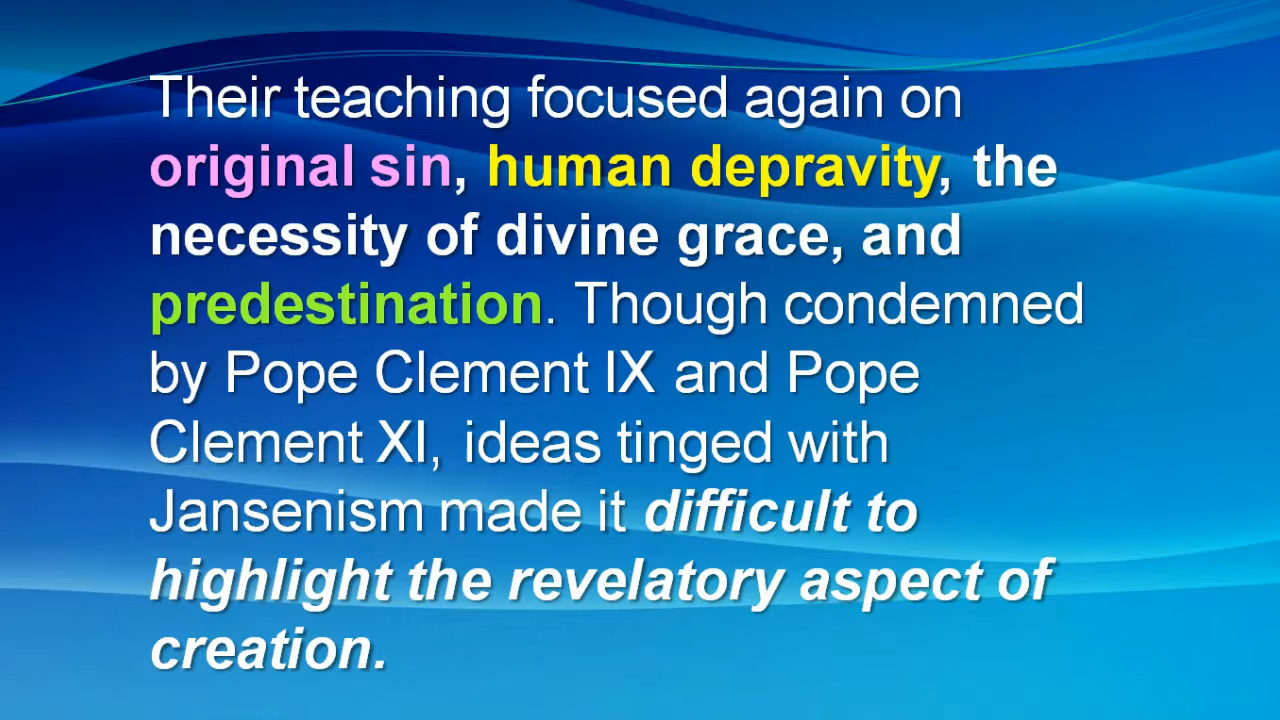 Their teaching focused again on
original sin, human depravity, the
necessity of divine grace, and
predestination. Though condemned
by Pope Clement IX and Pope
Clement XI, ideas tinged with
Jansenism made it difficult to
highlight the revelatory aspect of
creation.